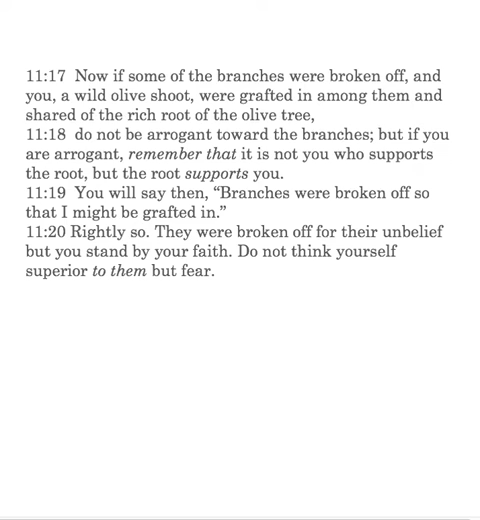 11:17 Now if some of the branches were broken off, and
you, a wild olive shoot, were grafted in among them and
shared of the rich root of the olive tree,
11:18 do not be arrogant toward the branches; but if you
are arrogant, remember that it is not you who supports
the root, but the root supports you.
11:19 You will say then, “Branches were broken off so
that I might be grafted in.”
11:20 Rightly so. They were broken off for their unbelief
but you stand by your faith. Do not think yourself
superior to them but fear.